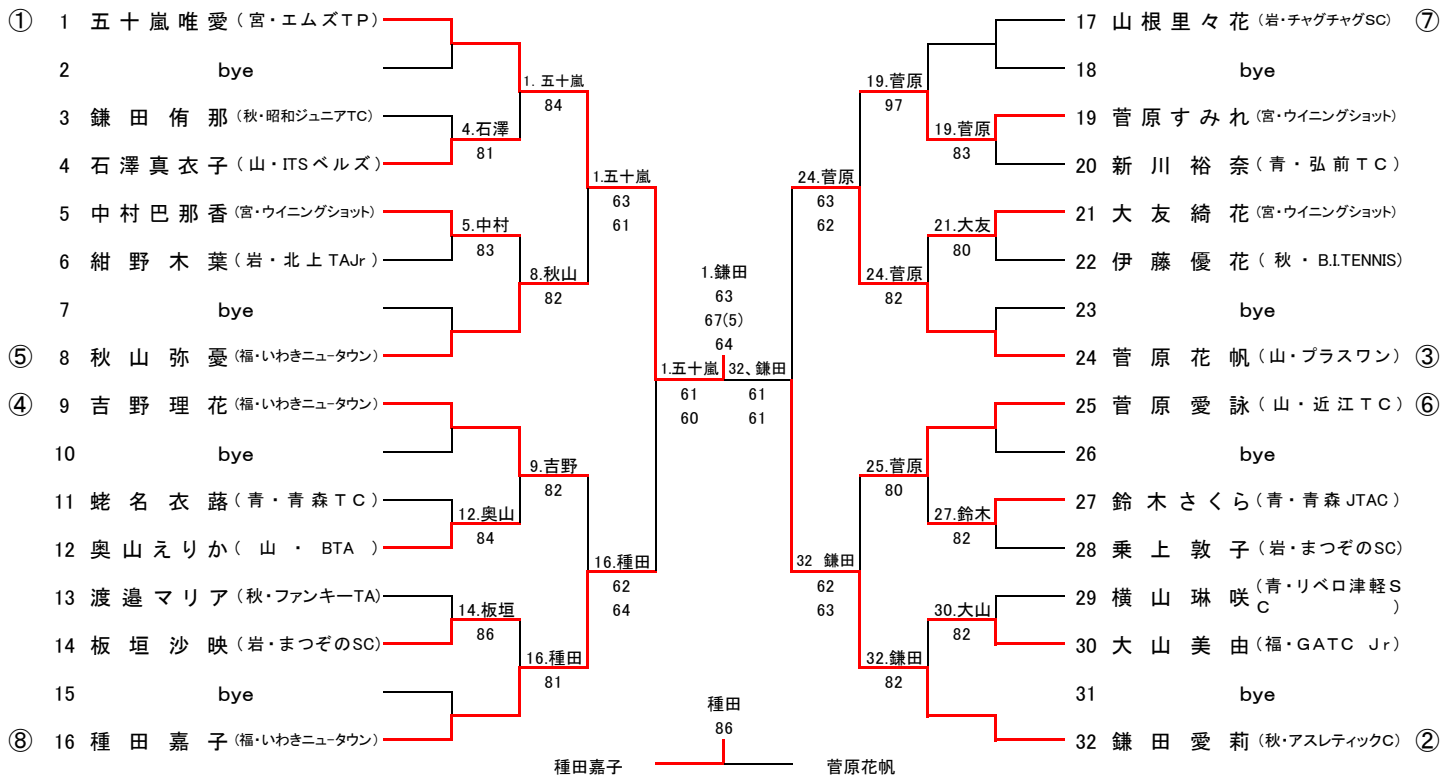 ① 1 五十嵐唯愛 (宮・エムズTP)
2 bye
3 鎌田侑那 (秋・昭和ジュニアTC)
4 石澤真衣子 (山・ITSベルズ)
5 中村巴那香 (宮・ウイニングショット)
6 紺野木葉 (岩・北上TAJr)
7 bye
⑤ 8 秋山弥憂 (福・いわきニュータウン)
④ 9 吉野理花 (福・いわきニュータウン)
10 bye
11 蛯名衣蕗 (青・青森TC)
12 奥山えりか (山・BTA)
13 渡邉マリア (秋・ファンキーTA)
14 板垣沙映 (岩・まつぞのSC)
15 bye
⑧ 16 種田嘉子 (福・いわきニュータウン)
4.石澤
81
5.中村
83
12.奥山
84
14.板垣
86
1.五十嵐
84
8.秋山
82
9.吉野
82
16.種田
81
1.五十嵐
63
61
16.種田
62
64
1.五十嵐
61
60
1.鎌田
63
67(5)
64
32、鎌田
61
61
24.菅原
63
62
32 鎌田
62
63
19.菅原
97
24.菅原
82
25.菅原
80
32.鎌田
82
19.菅原
83
21.大友
80
27.鈴木
82
30.大山
82
17 山根里々花 (岩・チャグチャグSC) ⑦
18 bye
19 菅原すみれ (宮・ウイニングショット)
20 新川裕奈 (青・弘前TC)
21 大友綺花 (宮・ウイニングショット)
22 伊藤優花 (秋・B.I.TENNIS)
23 bye
24 菅原花帆 (山・プラスワン) ③
25 菅原愛詠 (山・近江TC) ⑥
26 bye
27 鈴木さくら (青・青森JTAC)
28 乗上敦子 (岩・まつぞのSC)
29 横山琳咲 (青・リベロ津軽S
C )
30 大山美由 (福・GATC Jr)
31 bye
32 鎌田愛莉 (秋・アスレティックC) ②
種田
86
種田嘉子 菅原花帆